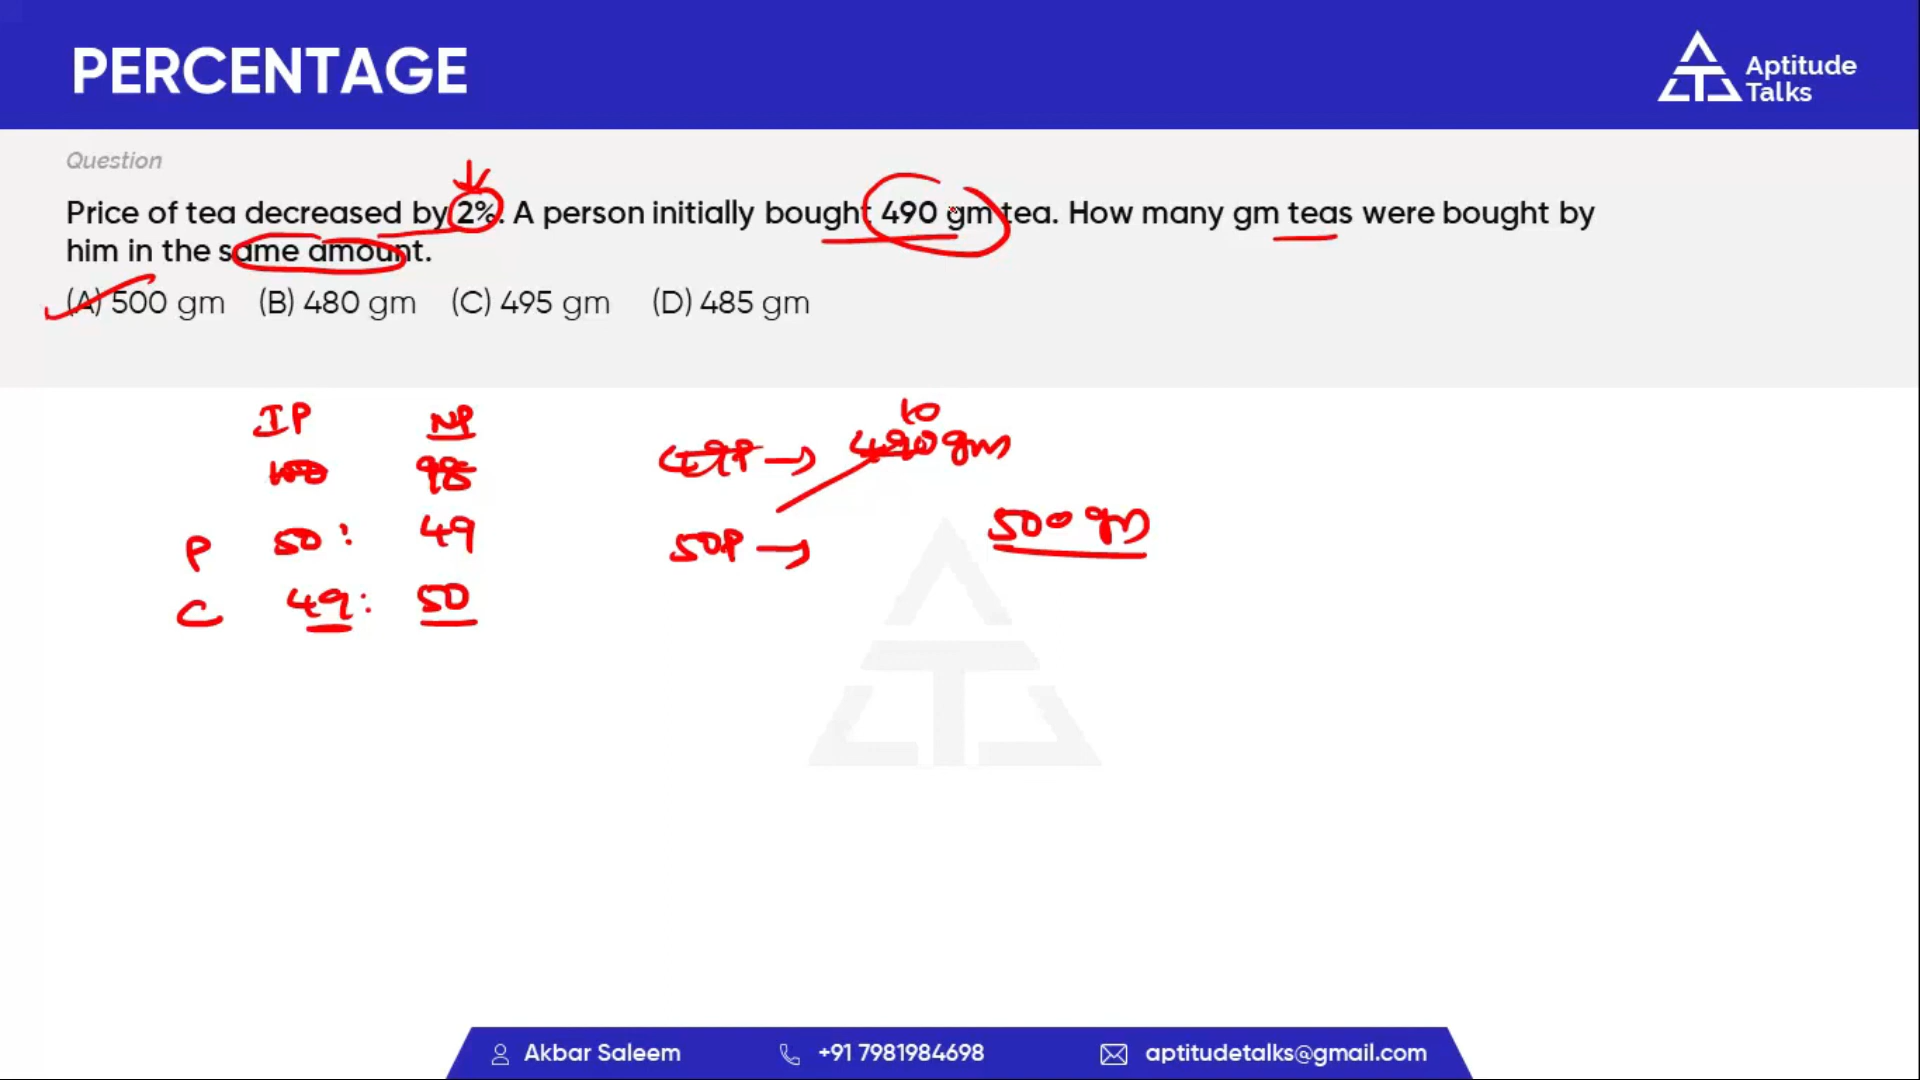 PERCENTAGE
Aptitude
Talks
Question
Price of tea decreased by 2%. A person initially bought 490 gm tea. How many gm teas were bought by
him in the same amount.
(A) 500 gm (B) 480 gm (C) 495 gm (D) 485 gm
IP NP
100 98
P 50 : 49
C 49 : 50
10
49P → 490 gm
50P → 500 gm
Akbar Saleem +91 7981984698 aptitudetalks@gmail.com